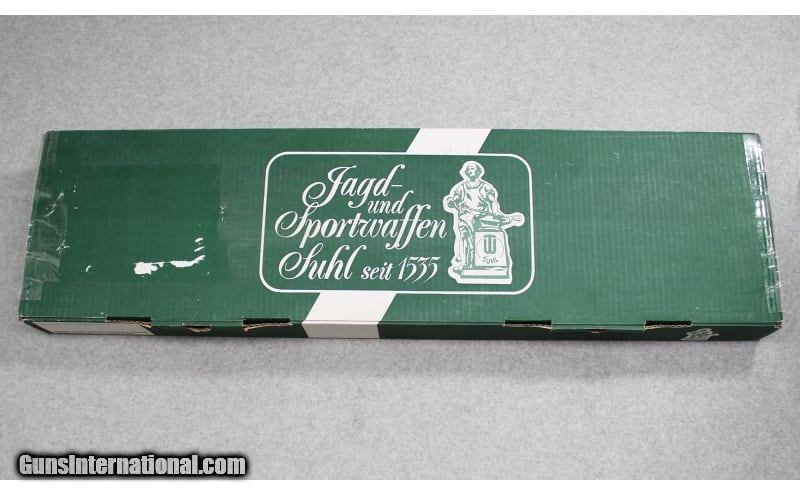 Jagd-
und
Sportwaffen
Suhl seit 1535
SUHL
GunsInternational.com